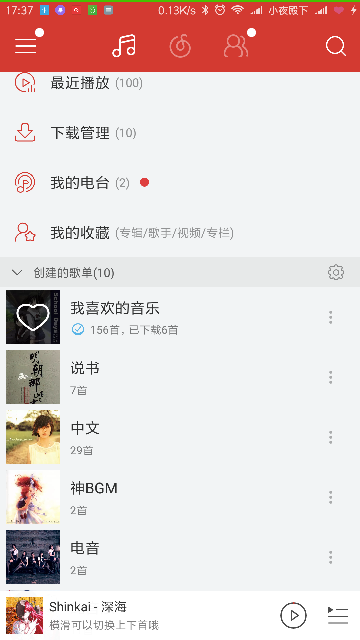 17:37 0.13K/s 小夜殿下
最近播放 (100)
下载管理 (10)
我的电台 (2)
我的收藏 (专辑/歌手/视频/专栏)
创建的歌单(10)
我喜欢的音乐
156首，已下载6首
说书
7首
中文
29首
神BGM
2首
电音
2首
Shinkai - 深海
横滑可以切换上下首哦